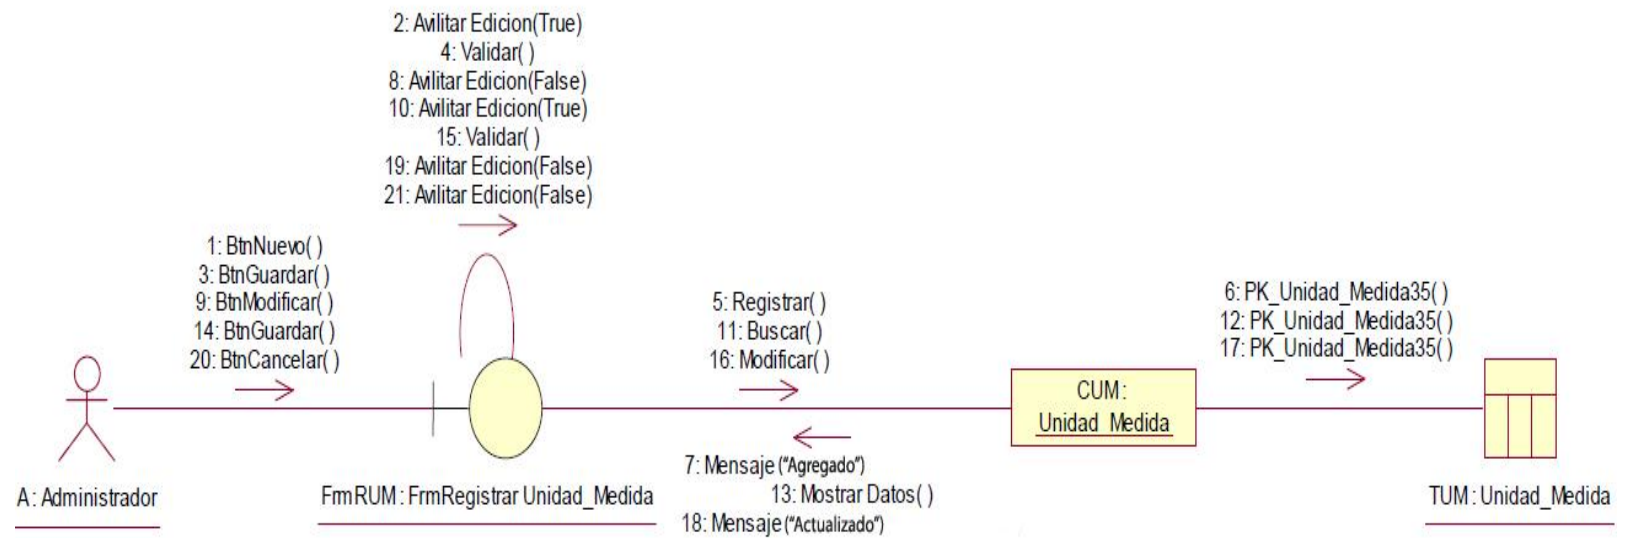 2: Avilitar Edicion(True)
4: Validar( )
8: Avilitar Edicion(False)
10: Avilitar Edicion(True)
15: Validar( )
19: Avilitar Edicion(False)
21: Avilitar Edicion(False)
1: BtnNuevo( )
3: BtnGuardar( )
9: BtnModificar( )
14: BtnGuardar( )
20: BtnCancelar( )
5: Registrar( )
11: Buscar( )
16: Modificar( )
6: PK_Unidad_Medida35( )
12: PK_Unidad_Medida35( )
17: PK_Unidad_Medida35( )
CUM :
Unidad_Medida
7: Mensaje (“Agregado”)
13: Mostrar Datos( )
18: Mensaje (“Actualizado”)
A : Administrador
FrmRUM : FrmRegistrar Unidad_Medida
TUM : Unidad_Medida